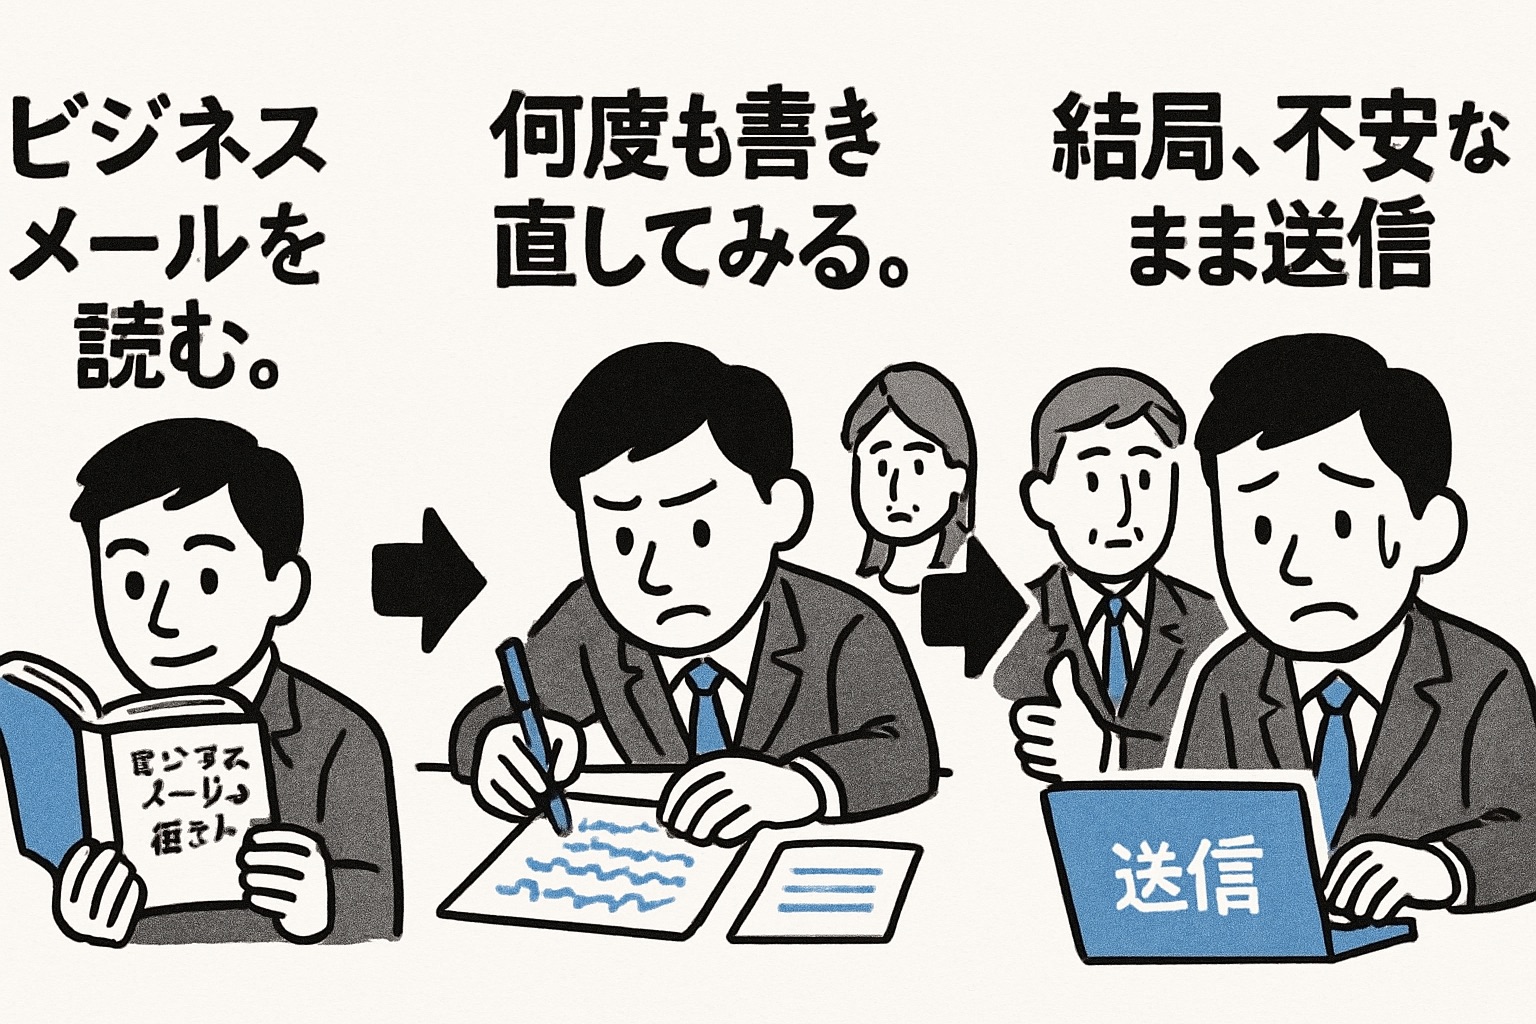 ビジネス
メールを
読む。
何度も書き
直してみる。
結局、不安な
まま送信
送信